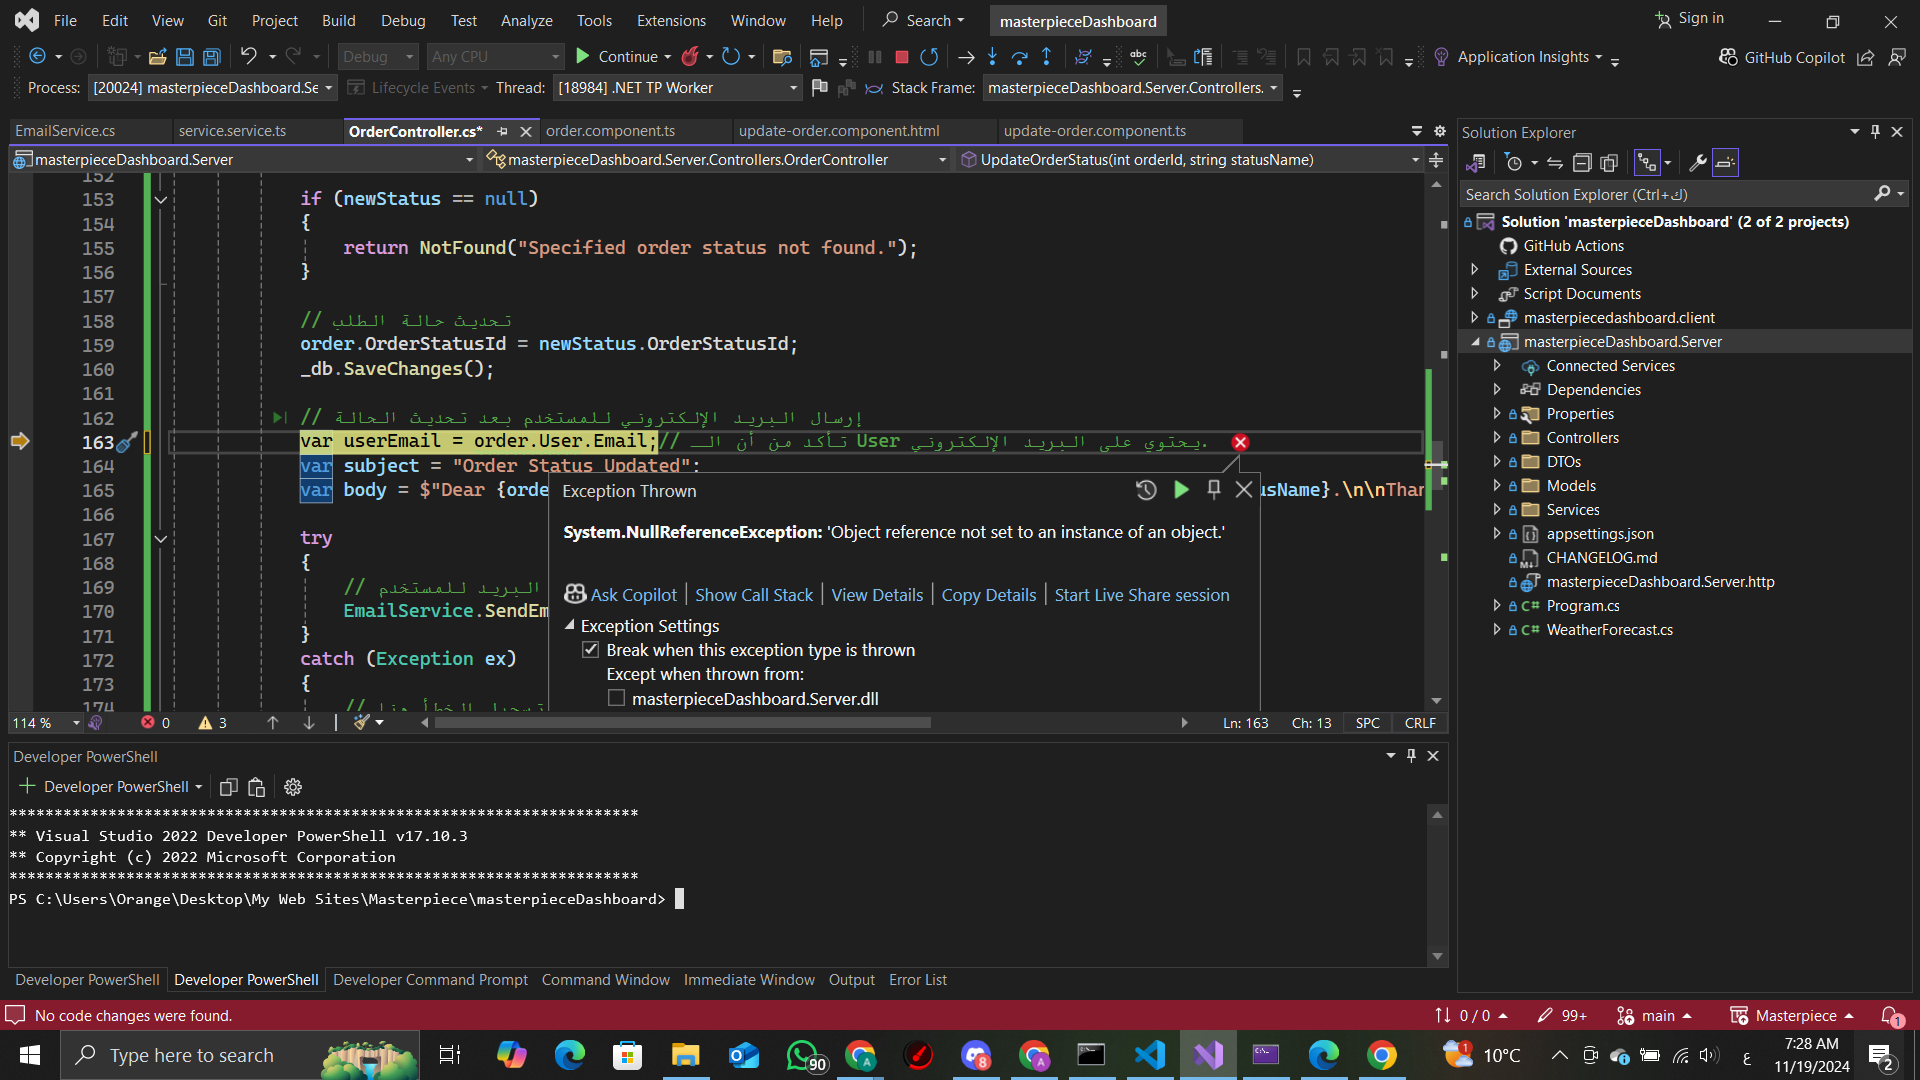 File Edit View Git Project Build Debug Test Analyze Tools Extensions Window Help Search masterpieceDashboard Sign in
Debug Any CPU Continue Application Insights GitHub Copilot
Process: [20024] masterpieceDashboard.Se Lifecycle Events Thread: [18984] .NET TP Worker Stack Frame: masterpieceDashboard.Server.Controllers.
EmailService.cs service.service.ts OrderController.cs* order.component.ts update-order.component.html update-order.component.ts
masterpieceDashboard.Server masterpieceDashboard.Server.Controllers.OrderController UpdateOrderStatus(int orderId, string statusName)
152
153 if (newStatus == null)
154 {
155 return NotFound("Specified order status not found.");
156 }
157
158 // تحديث حالة الطلب
159 order.OrderStatusId = newStatus.OrderStatusId;
160 _db.SaveChanges();
161
162 // إرسال البريد الإلكتروني للمستخدم بعد تحديث الحالة
163 var userEmail = order.User.Email;// تأكد من أن الـ User يحتوي على البريد الإلكتروني.
164 var subject = "Order Status Updated";
165 var body = $"Dear {orde usName}.\n\nThan
166
167 try
168 {
169 // البريد للمستخدم
170 EmailService.SendEm
171 }
172 catch (Exception ex)
173 {
174 // تسجيل الخطأ هنا
Exception Thrown
System.NullReferenceException: 'Object reference not set to an instance of an object.'
Ask Copilot | Show Call Stack | View Details | Copy Details | Start Live Share session
Exception Settings
Break when this exception type is thrown
Except when thrown from:
masterpieceDashboard.Server.dll
114 % 0 3 Ln: 163 Ch: 13 SPC CRLF
Developer PowerShell
Developer PowerShell
**********************************************************************
** Visual Studio 2022 Developer PowerShell v17.10.3
** Copyright (c) 2022 Microsoft Corporation
**********************************************************************
PS C:\Users\Orange\Desktop\My Web Sites\Masterpiece\masterpieceDashboard>
Developer PowerShell Developer PowerShell Developer Command Prompt Command Window Immediate Window Output Error List
Solution Explorer
Search Solution Explorer (Ctrl+ك)
Solution 'masterpieceDashboard' (2 of 2 projects)
GitHub Actions
External Sources
Script Documents
masterpiecedashboard.client
masterpieceDashboard.Server
Connected Services
Dependencies
Properties
Controllers
DTOs
Models
Services
appsettings.json
CHANGELOG.md
masterpieceDashboard.Server.http
C# Program.cs
C# WeatherForecast.cs
No code changes were found. 0 / 0 99+ main Masterpiece 1
Type here to search 90 8 1 10°C ع 7:28 AM
11/19/2024 2